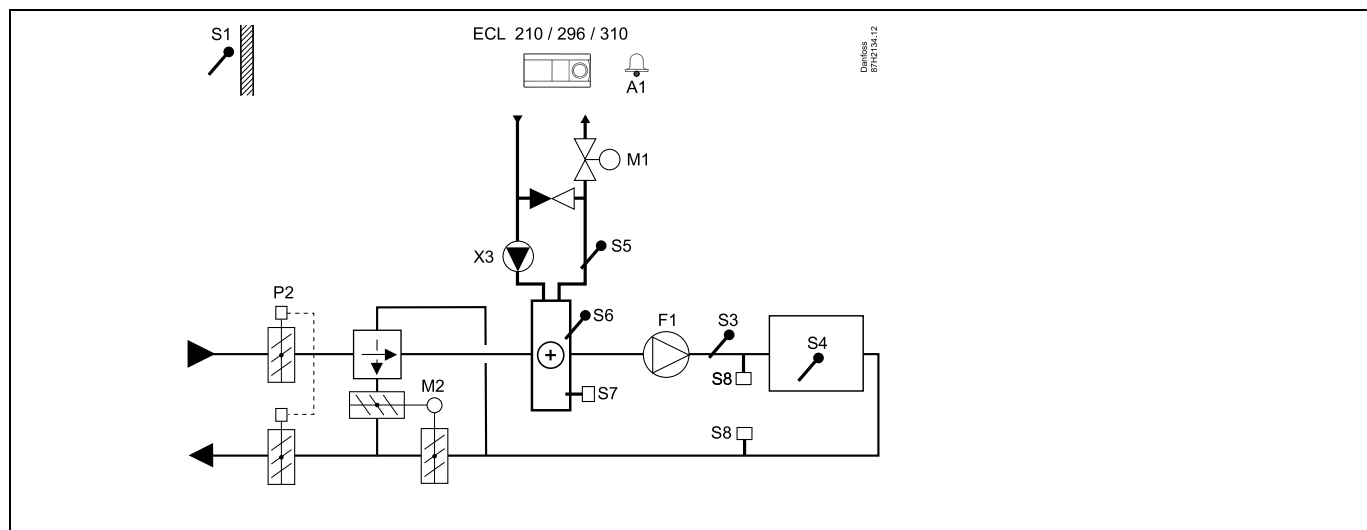 S1
ECL 210 / 296 / 310
A1
Danfoss
87H2134.12
M1
X3
S5
P2
S6
F1
S3
S4
M2
S7
S8
S8